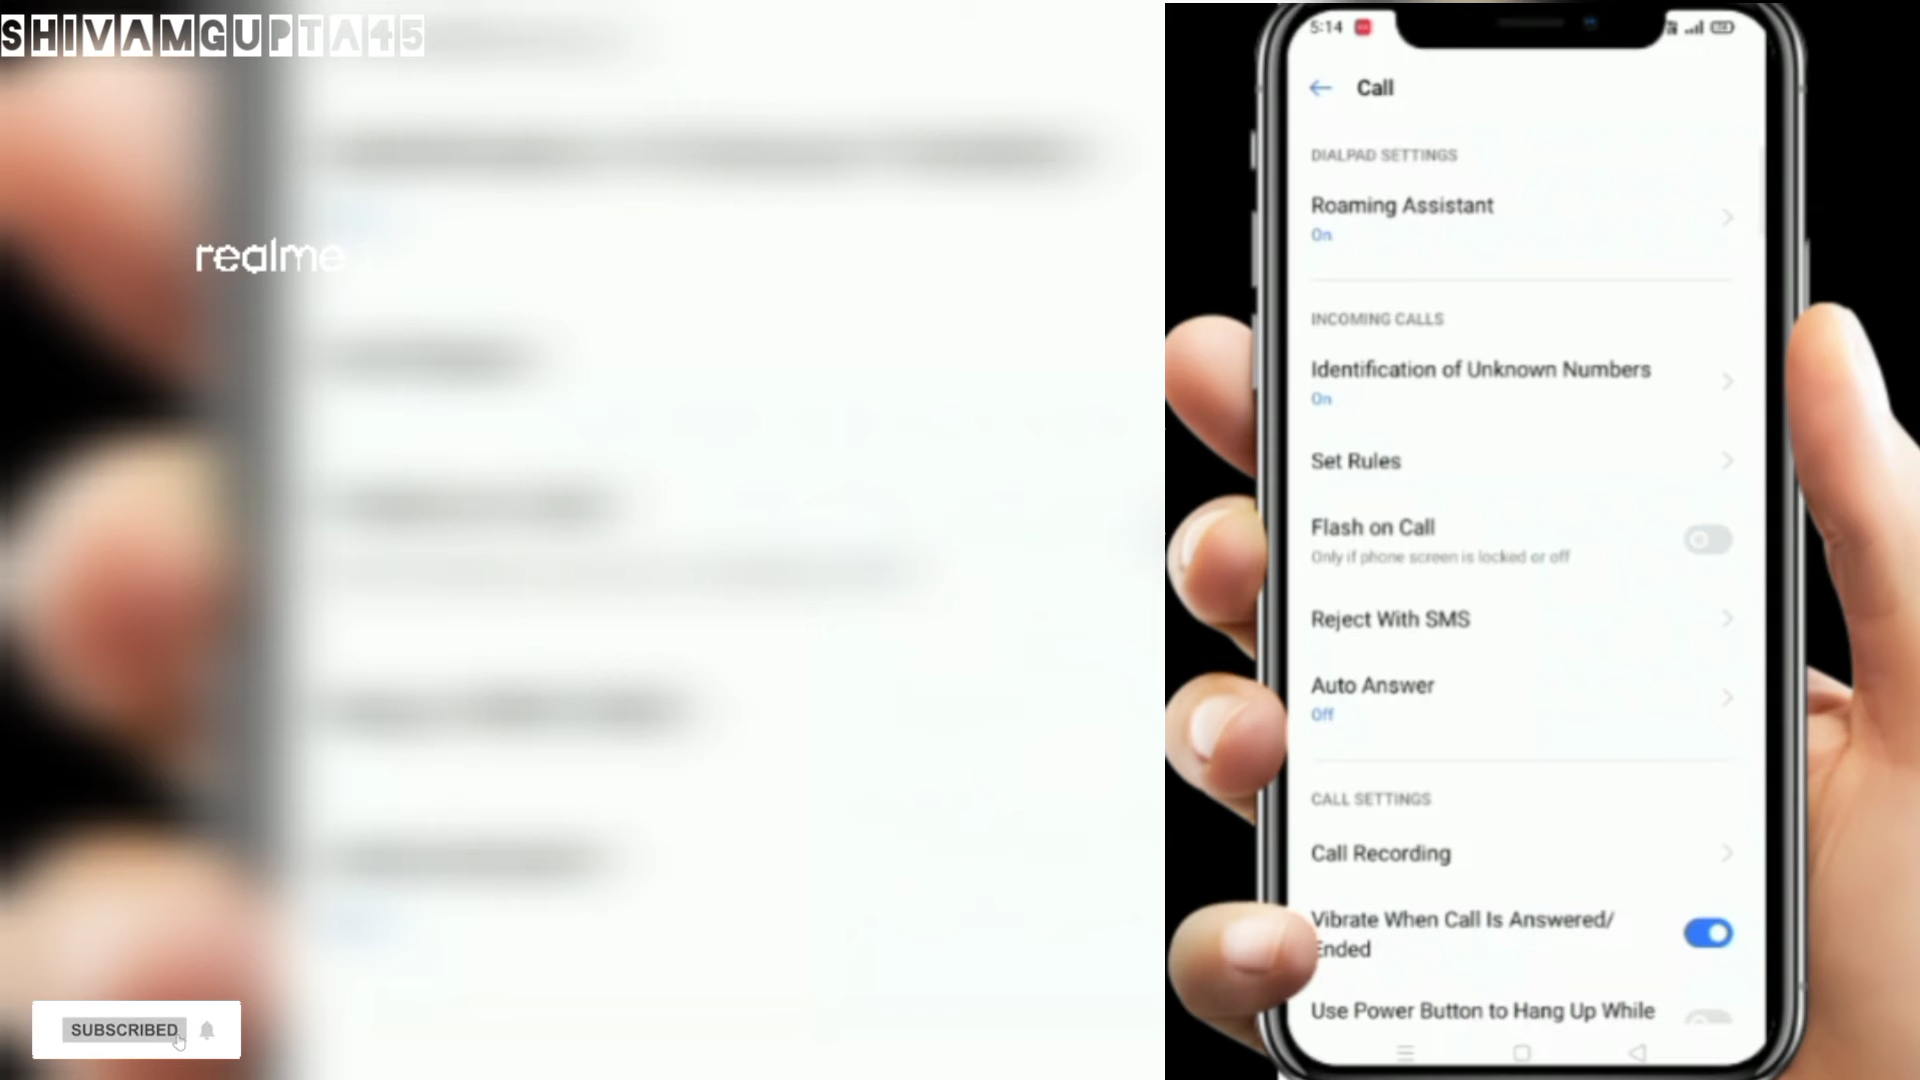 SHIVAMGUPTA45
realme
SUBSCRIBED
5:14
Call
DIALPAD SETTINGS
Roaming Assistant
On
INCOMING CALLS
Identification of Unknown Numbers
On
Set Rules
Flash on Call
Only if phone screen is locked or off
Reject With SMS
Auto Answer
Off
CALL SETTINGS
Call Recording
Vibrate When Call Is Answered/
Ended
Use Power Button to Hang Up While